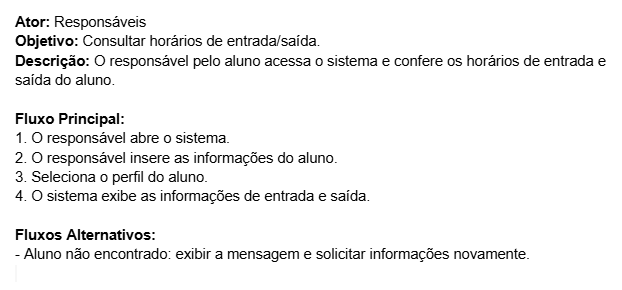 Ator: Responsáveis
Objetivo: Consultar horários de entrada/saída.
Descrição: O responsável pelo aluno acessa o sistema e confere os horários de entrada e
saída do aluno.
Fluxo Principal:
1. O responsável abre o sistema.
2. O responsável insere as informações do aluno.
3. Seleciona o perfil do aluno.
4. O sistema exibe as informações de entrada e saída.
Fluxos Alternativos:
- Aluno não encontrado: exibir a mensagem e solicitar informações novamente.